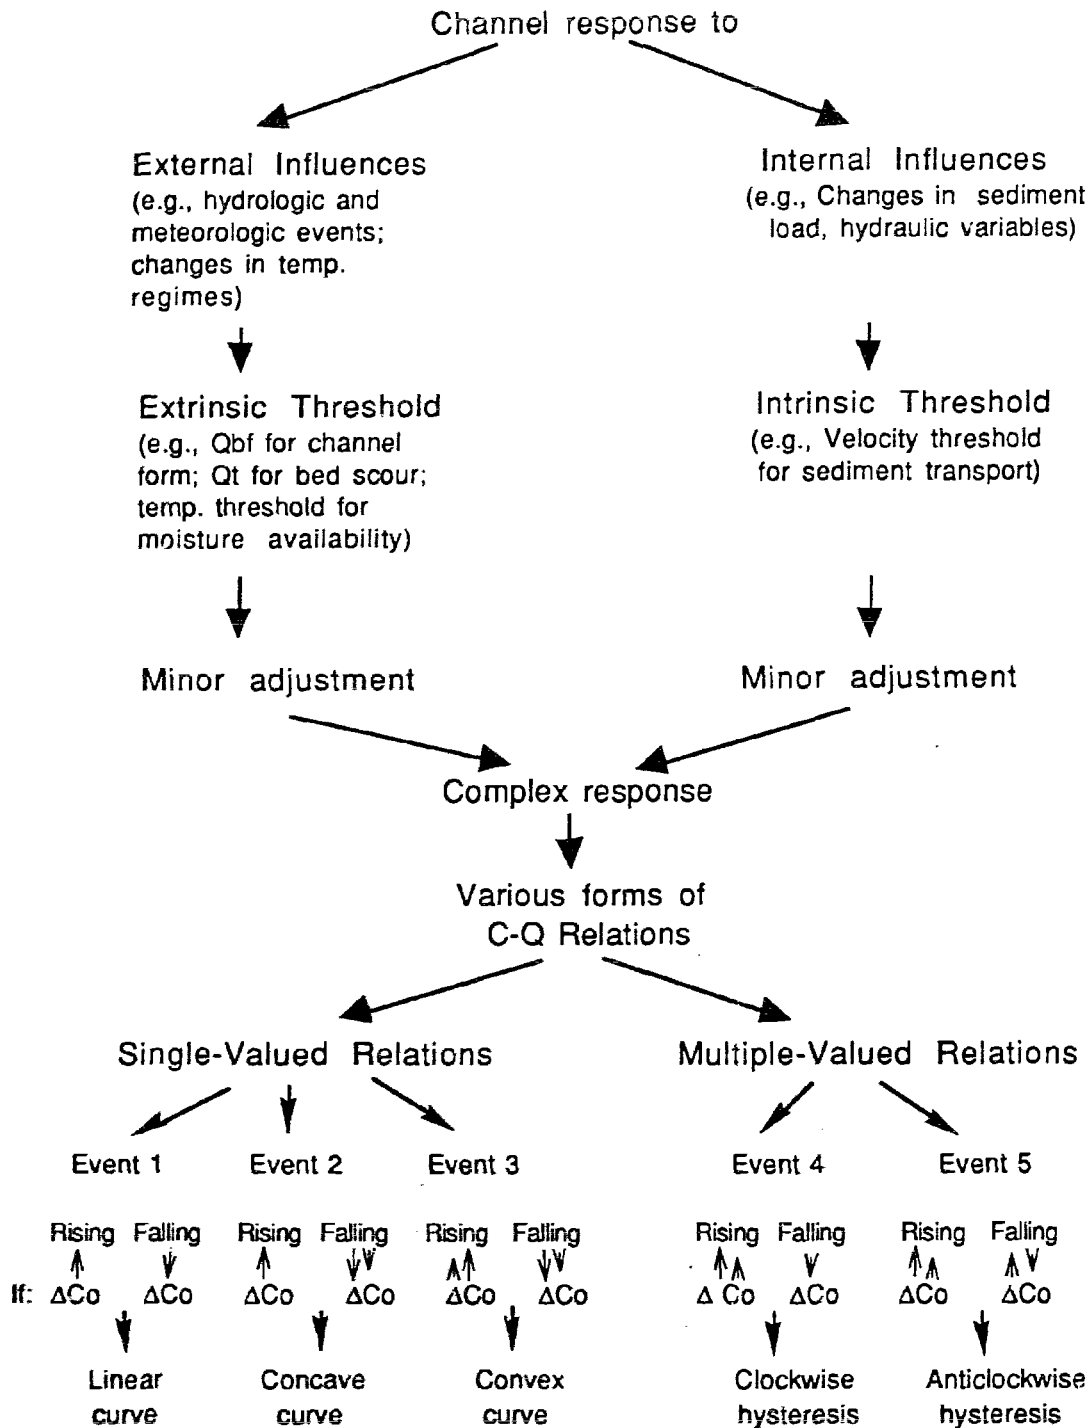 Channel response to
External Influences
(e.g., hydrologic and
meteorologic events;
changes in temp.
regimes)
Internal Influences
(e.g., Changes in sediment
load, hydraulic variables)
Extrinsic Threshold
(e.g., Qbf for channel
form; Qt for bed scour;
temp. threshold for
moisture availability)
Intrinsic Threshold
(e.g., Velocity threshold
for sediment transport)
Minor adjustment
Minor adjustment
Complex response
Various forms of
C-Q Relations
Single-Valued Relations
Multiple-Valued Relations
Event 1 Event 2 Event 3 Event 4 Event 5
Rising Falling Rising Falling Rising Falling Rising Falling Rising Falling
If: ΔCo ΔCo ΔCo ΔCo ΔCo ΔCo Δ Co ΔCo ΔCo ΔCo
Linear
curve
Concave
curve
Convex
curve
Clockwise
hysteresis
Anticlockwise
hysteresis